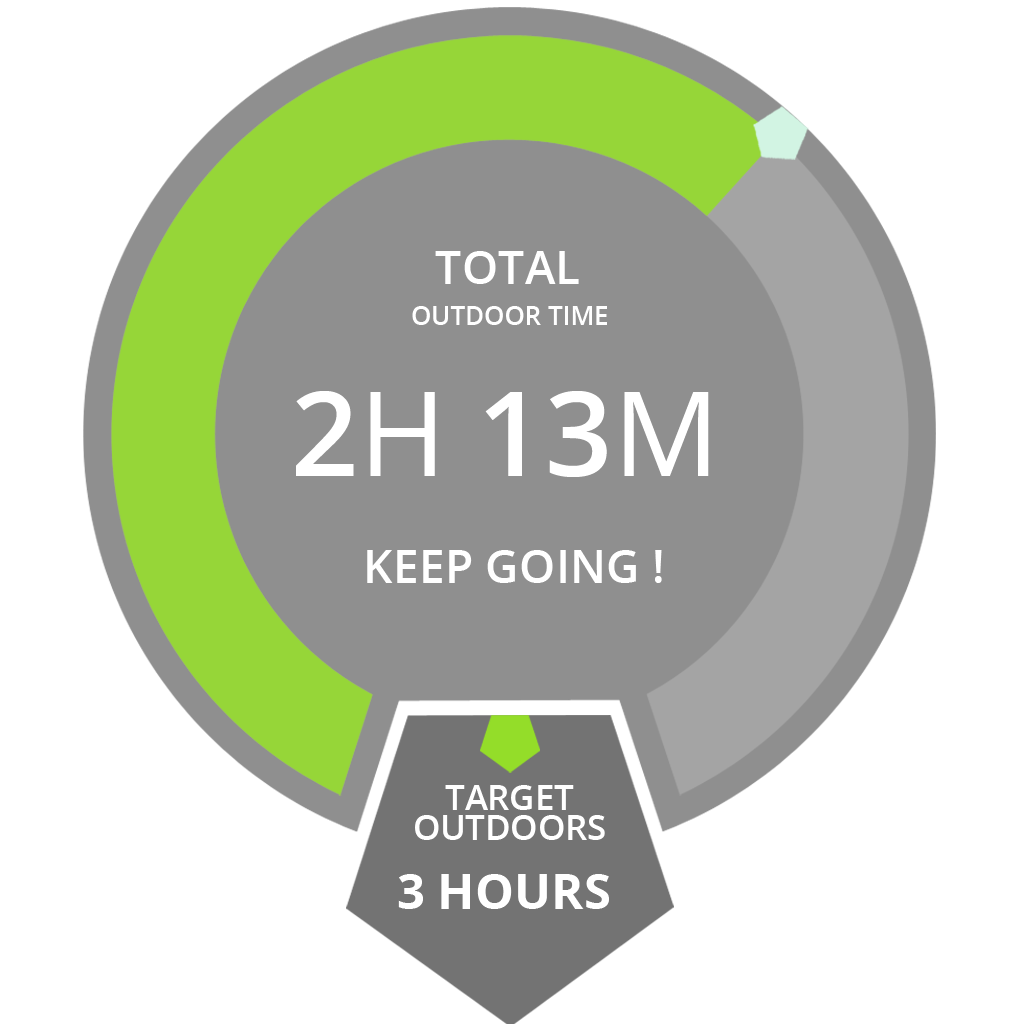 TOTAL
OUTDOOR TIME
2H 13M
KEEP GOING !
TARGET
OUTDOORS
3 HOURS